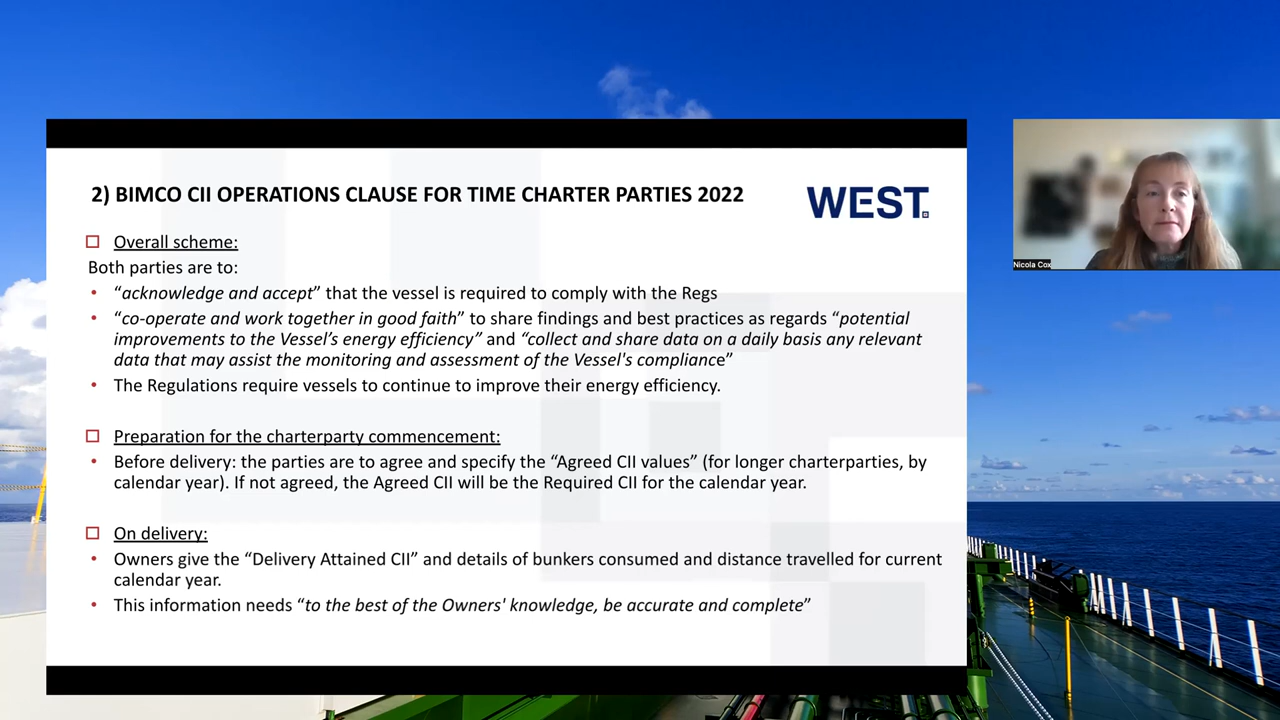 2) BIMCO CII OPERATIONS CLAUSE FOR TIME CHARTER PARTIES 2022
WEST.
Overall scheme:
Both parties are to:
• “acknowledge and accept” that the vessel is required to comply with the Regs
• “co-operate and work together in good faith” to share findings and best practices as regards “potential
improvements to the Vessel’s energy efficiency” and “collect and share data on a daily basis any relevant
data that may assist the monitoring and assessment of the Vessel's compliance”
• The Regulations require vessels to continue to improve their energy efficiency.
Preparation for the charterparty commencement:
• Before delivery: the parties are to agree and specify the “Agreed CII values” (for longer charterparties, by
calendar year). If not agreed, the Agreed CII will be the Required CII for the calendar year.
On delivery:
• Owners give the “Delivery Attained CII” and details of bunkers consumed and distance travelled for current
calendar year.
• This information needs “to the best of the Owners' knowledge, be accurate and complete”
Nicola Cox